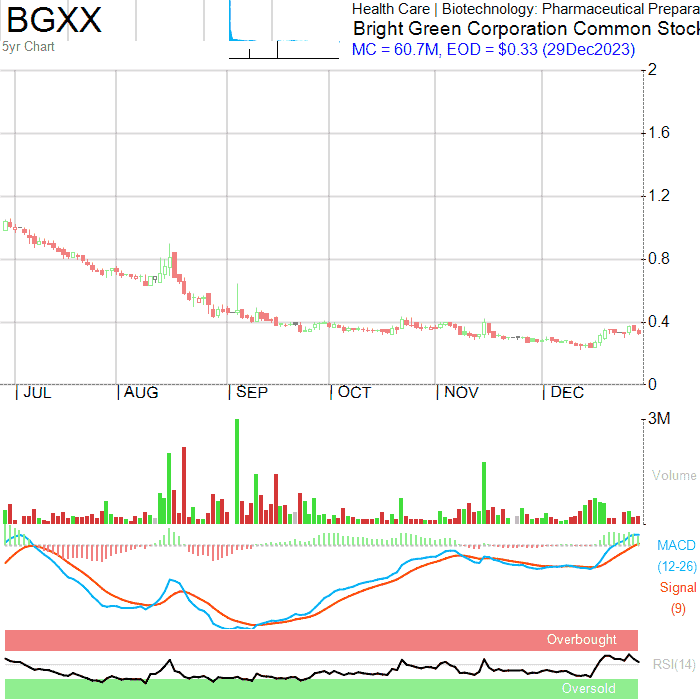 BGXX
5yr Chart
Health Care | Biotechnology: Pharmaceutical Prepara
Bright Green Corporation Common Stock
MC = 60.7M, EOD = $0.33 (29Dec2023)
2
1.6
1.2
0.8
0.4
0
JUL AUG SEP OCT NOV DEC
3M
Volume
MACD
(12-26)
Signal
(9)
Overbought
RSI(14)
Oversold